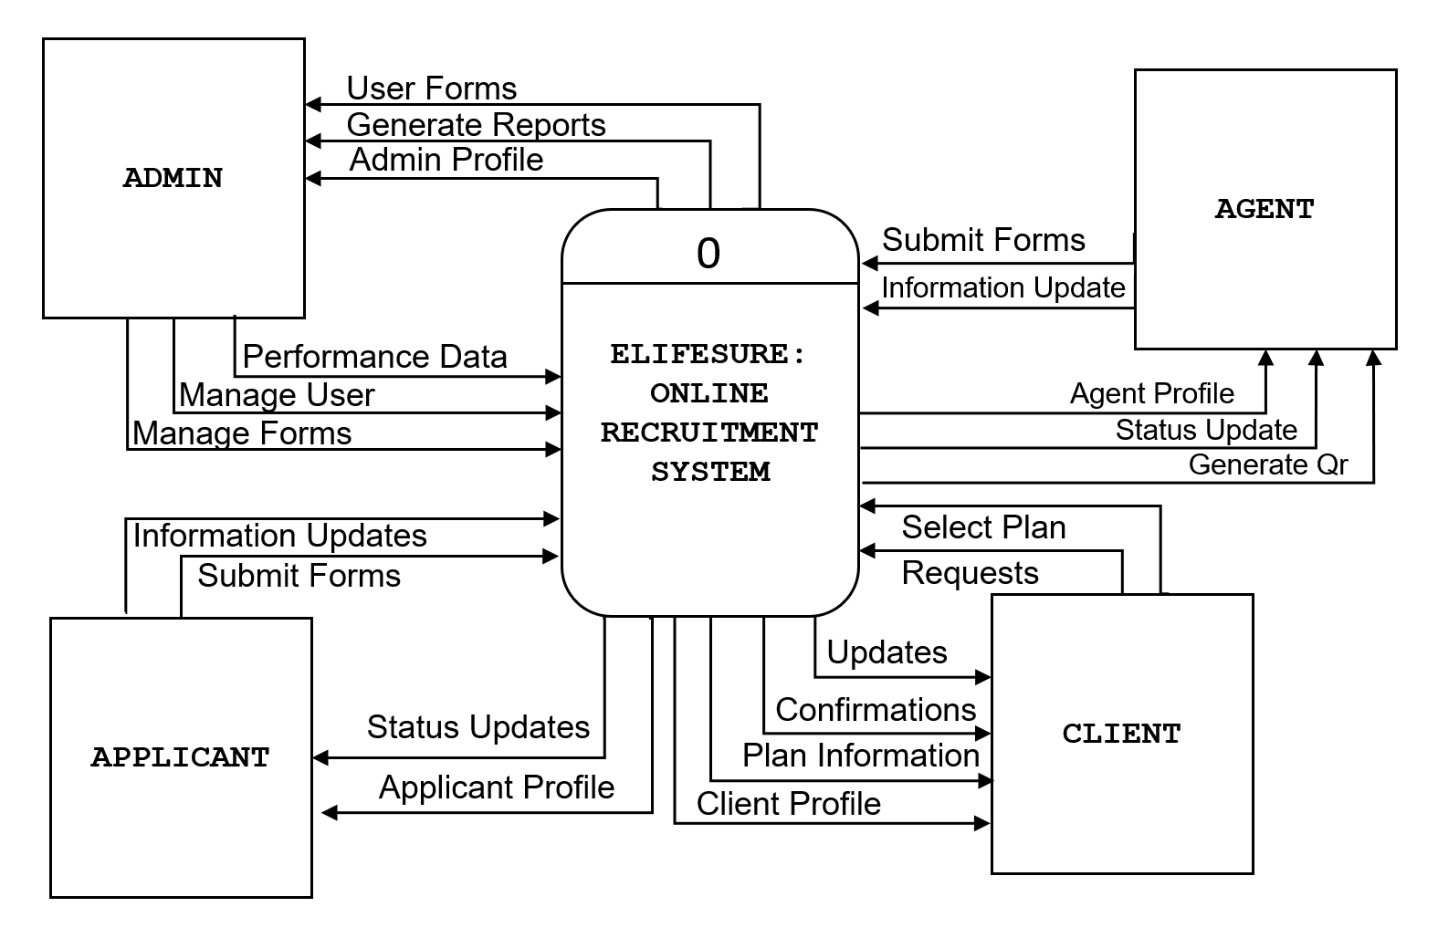 User Forms
Generate Reports
Admin Profile
ADMIN
AGENT
0
Submit Forms
Information Update
ELIFESURE:
ONLINE
RECRUITMENT
SYSTEM
Performance Data
Manage User
Manage Forms
Agent Profile
Status Update
Generate Qr
Information Updates
Submit Forms
Select Plan
Requests
APPLICANT
Status Updates
Applicant Profile
Updates
Confirmations
Plan Information
Client Profile
CLIENT